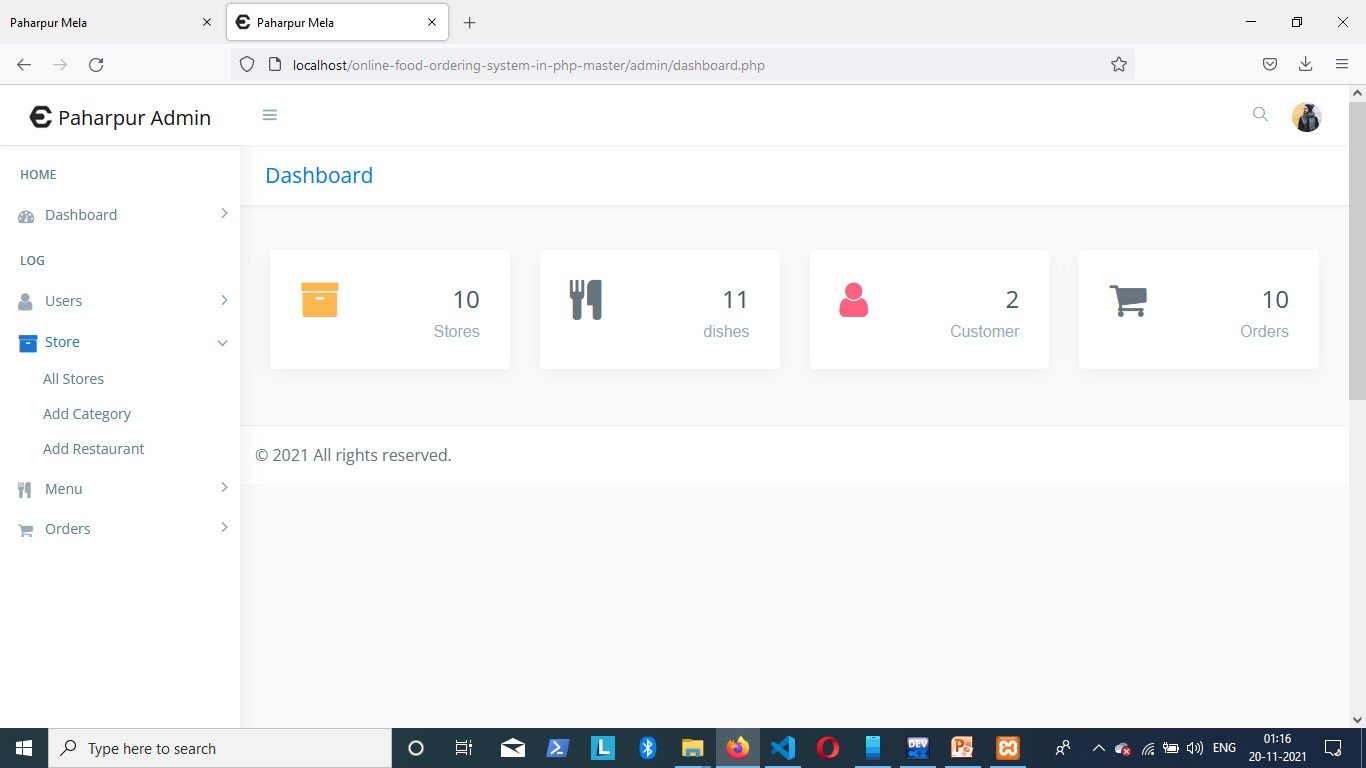 Paharpur Mela
Paharpur Mela
localhost/online-food-ordering-system-in-php-master/admin/dashboard.php
Paharpur Admin
HOME
Dashboard
LOG
Users
Store
All Stores
Add Category
Add Restaurant
Menu
Orders
Dashboard
10
Stores
11
dishes
2
Customer
10
Orders
© 2021 All rights reserved.
Type here to search
L
DEV
C++
P
ENG
01:16
20-11-2021